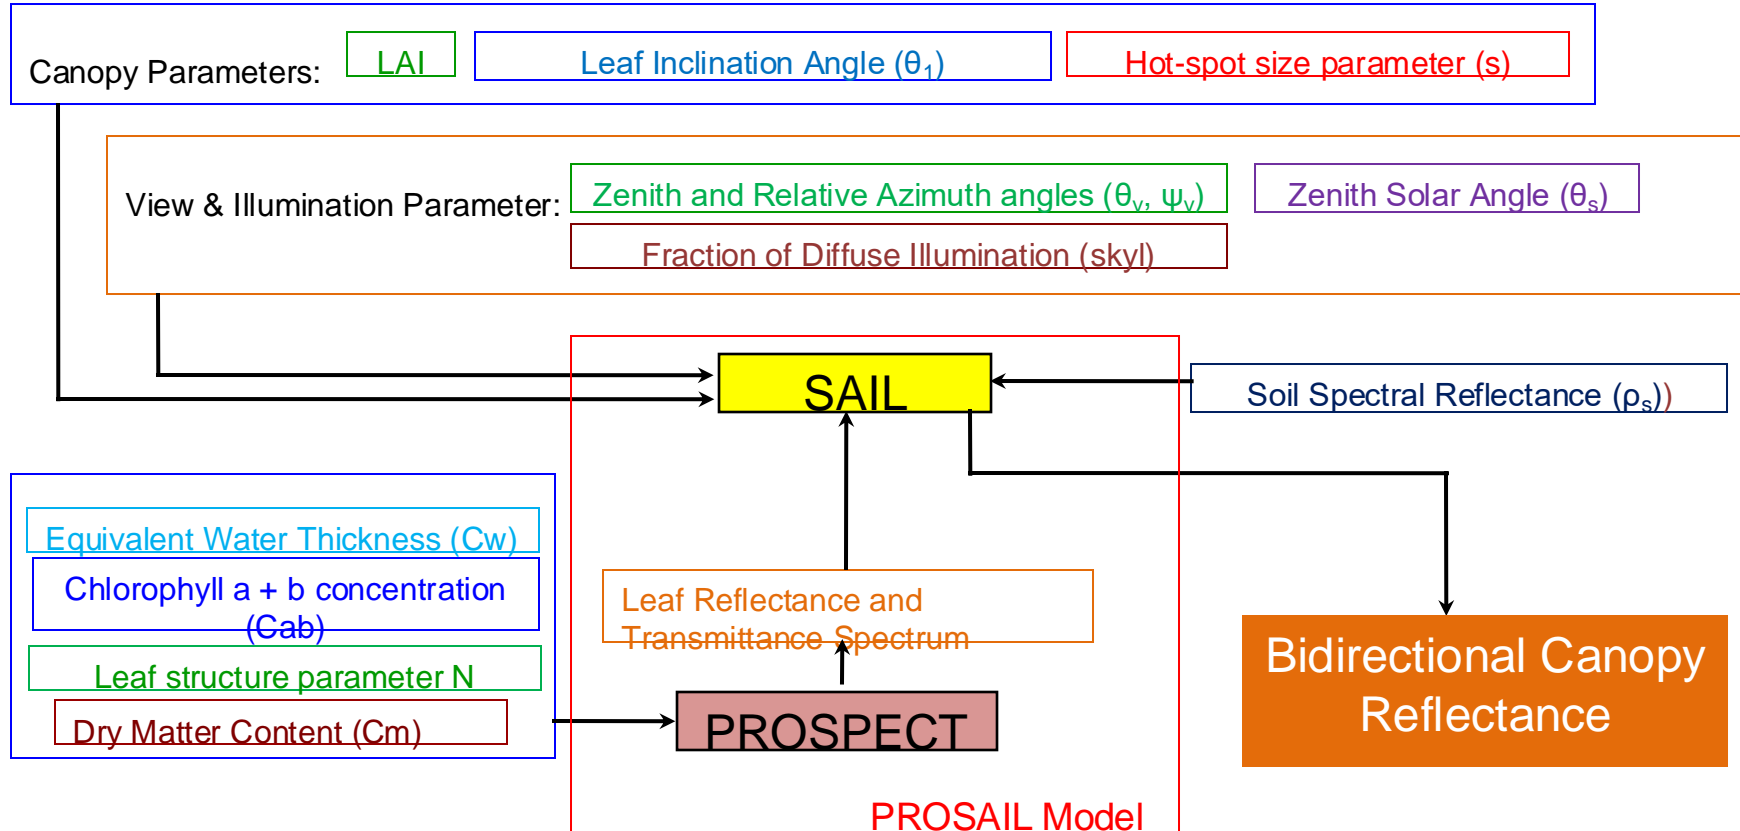 Canopy Parameters: LAI Leaf Inclination Angle (θ₁) Hot-spot size parameter (s)
View & Illumination Parameter: Zenith and Relative Azimuth angles (θᵥ, ψᵥ) Zenith Solar Angle (θₛ)
Fraction of Diffuse Illumination (skyl)
SAIL
Soil Spectral Reflectance (ρₛ))
Equivalent Water Thickness (Cw)
Chlorophyll a + b concentration
(Cab)
Leaf structure parameter N
Dry Matter Content (Cm)
Leaf Reflectance and
Transmittance Spectrum
PROSPECT
Bidirectional Canopy
Reflectance
PROSAIL Model